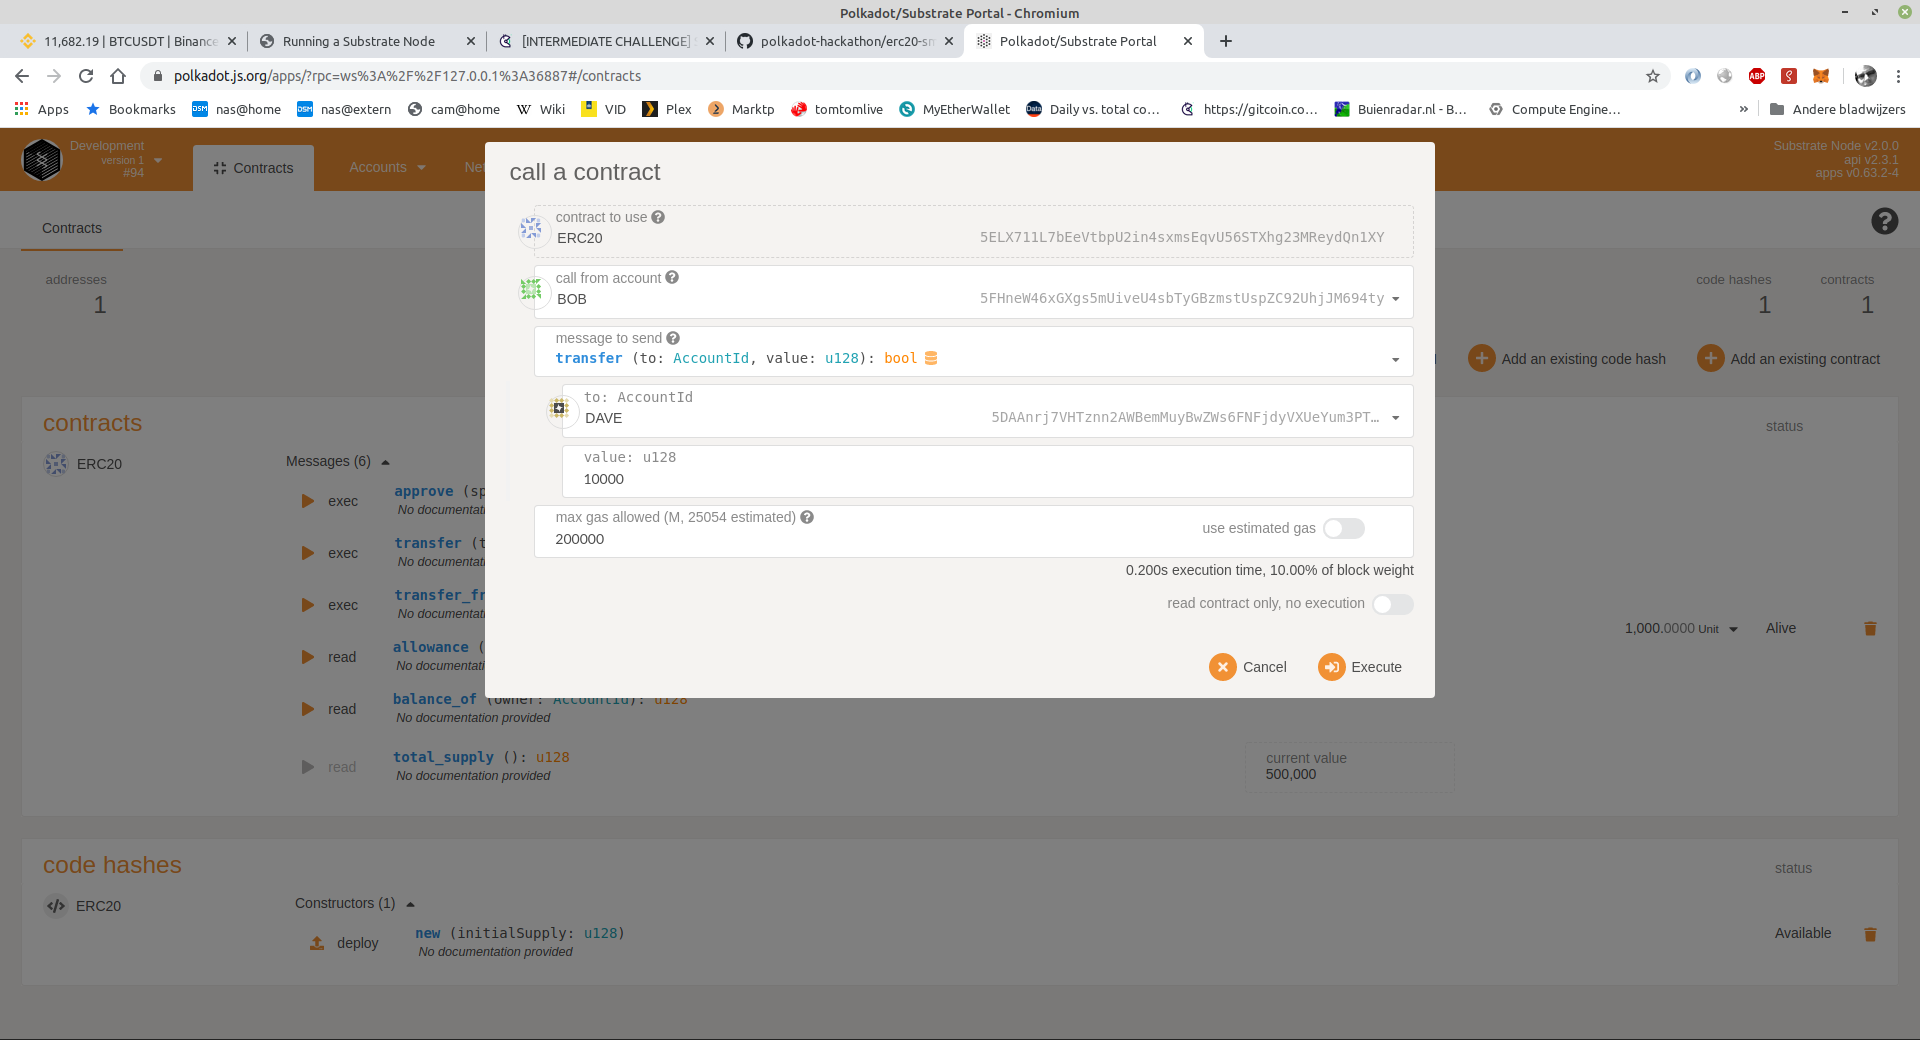 Polkadot/Substrate Portal - Chromium
11,682.19 | BTCUSDT | Binance
Running a Substrate Node
[INTERMEDIATE CHALLENGE]
polkadot-hackathon/erc20-sm
Polkadot/Substrate Portal
polkadot.js.org/apps/?rpc=ws%3A%2F%2F127.0.0.1%3A36887#/contracts
ABP
Apps
Bookmarks
DSM nas@home
DSM nas@extern
cam@home
W Wiki
VID
Plex
Marktp
tomtomlive
MyEtherWallet
Data Daily vs. total co...
https://gitcoin.co...
Buienradar.nl - B...
Compute Engine...
»
Andere bladwijzers
Development
version 1
#94
Contracts
Accounts
Net
Substrate Node v2.0.0
api v2.3.1
apps v0.63.2-4
Contracts
addresses
1
code hashes
1
contracts
1
Add an existing code hash
Add an existing contract
call a contract
contract to use
ERC20
5ELX711L7bEeVtbpU2in4sxmsEqvU56STXhg23MReydQn1XY
call from account
BOB
5FHneW46xGXgs5mUiveU4sbTyGBzmstUspZC92UhjJM694ty
message to send
transfer (to: AccountId, value: u128): bool
to: AccountId
DAVE
5DAAnrj7VHTznn2AWBemMuyBwZWs6FNFjdyVXUeYum3PT…
value: u128
10000
max gas allowed (M, 25054 estimated)
200000
use estimated gas
0.200s execution time, 10.00% of block weight
read contract only, no execution
Cancel
Execute
contracts
status
ERC20
Messages (6)
exec
approve (sp
No documentati
exec
transfer (t
No documentati
exec
transfer_fr
No documentati
read
allowance (
No documentati
read
balance_of (owner: AccountId): u128
No documentation provided
read
total_supply (): u128
No documentation provided
current value
500,000
1,000.0000 Unit
Alive
code hashes
status
ERC20
Constructors (1)
deploy
new (initialSupply: u128)
No documentation provided
Available